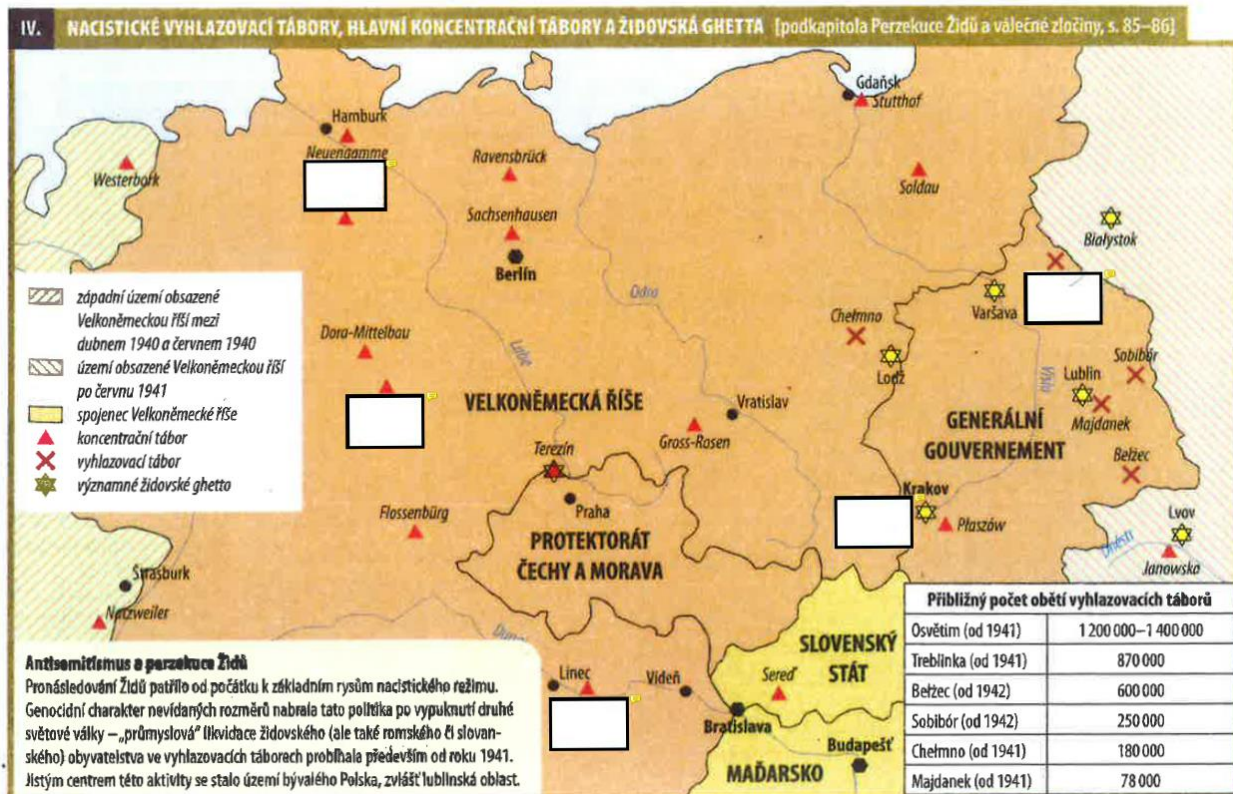 IV. NACISTICKÉ VYHLAZOVACÍ TÁBORY, HLAVNÍ KONCENTRAČNÍ TÁBORY A ŽIDOVSKÁ GHETTA [podkapitola Perzekuce Židů a válečné zločiny, s. 85–86]
Gdaňsk
Stutthof
Hamburk
Neuengamme
Ravensbrück
Westerbork
Soldau
Sachsenhausen
Białystok
Berlín
západní území obsazené
Velkoněmeckou říší mezi
dubnem 1940 a červnem 1940
území obsazené Velkoněmeckou říší
po červnu 1941
spojenec Velkoněmecké říše
koncentrační tábor
vyhlazovací tábor
významné židovské ghetto
Odra
Varšava
Chełmno
Dora-Mittelbau
Labe
Lodž
Visla
Sobibór
Lublin
Majdanek
VELKONĚMECKÁ ŘÍŠE
Vratislav
Gross-Rosen
GENERÁLNÍ
GOUVERNEMENT
Terezín
Bełżec
Praha
Krakov
Płaszów
Flossenbürg
PROTEKTORÁT
ČECHY A MORAVA
Lvov
Dněstr
Janowska
Štrasburk
Natzweiler
Dunaj
Linec
Vídeň
SLOVENSKÝ
STÁT
Sereď
Bratislava
Budapešť
MAĎARSKO
Antisemitismus a perzekuce Židů
Pronásledování Židů patřilo od počátku k základním rysům nacistického režimu.
Genocidní charakter nevídaných rozměrů nabrala tato politika po vypuknutí druhé
světové války – „průmyslová“ likvidace židovského (ale také romského či slovan-
ského) obyvatelstva ve vyhlazovacích táborech probíhala především od roku 1941.
Jistým centrem této aktivity se stalo území bývalého Polska, zvlášť lublinská oblast.
Přibližný počet obětí vyhlazovacích táborů
Osvětim (od 1941) 1 200 000–1 400 000
Treblinka (od 1941) 870 000
Bełżec (od 1942) 600 000
Sobibór (od 1942) 250 000
Chełmno (od 1941) 180 000
Majdanek (od 1941) 78 000